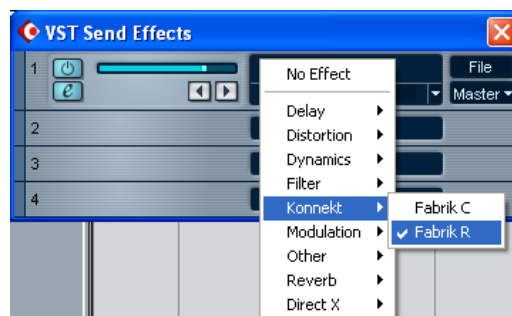 VST Send Effects
1
e
File
Master
2
3
4
No Effect
Delay
Distortion
Dynamics
Filter
Konnekt
Modulation
Other
Reverb
Direct X
Fabrik C
Fabrik R